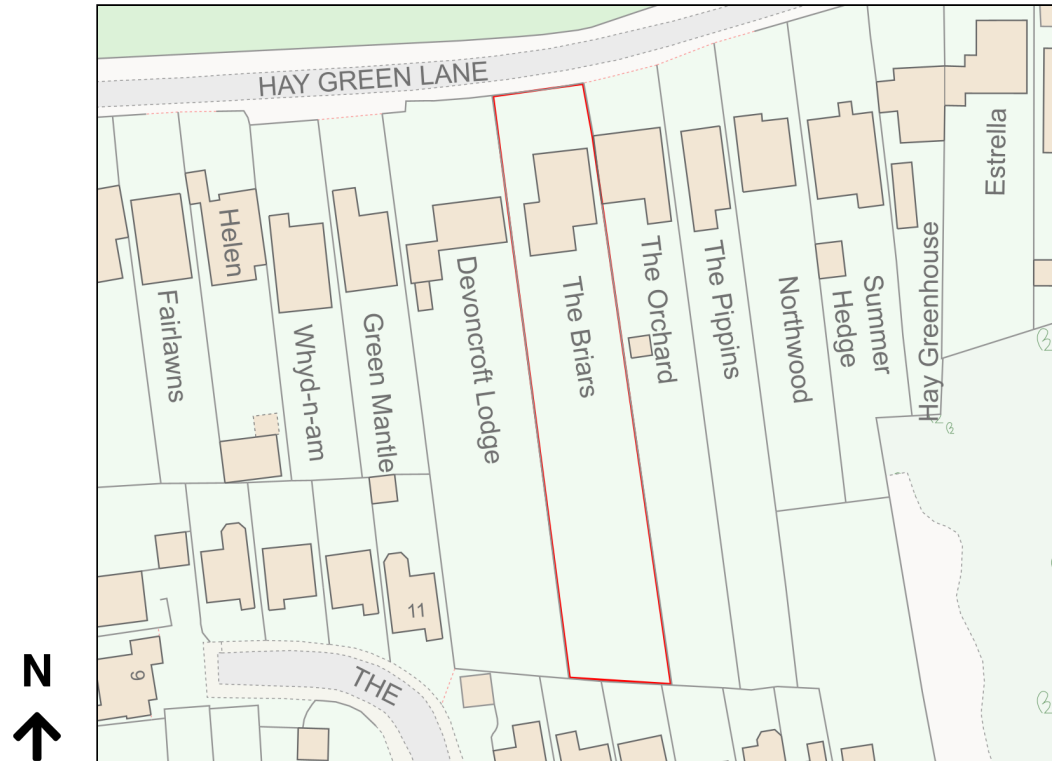 HAY GREEN LANE
Estrella
Helen
Fairlawns
Whyd-n-am
Green Mantle
Devoncroft Lodge
The Briars
The Orchard
The Pippins
Northwood
Summer
Hedge
Hay Greenhouse
11
9
THE
N